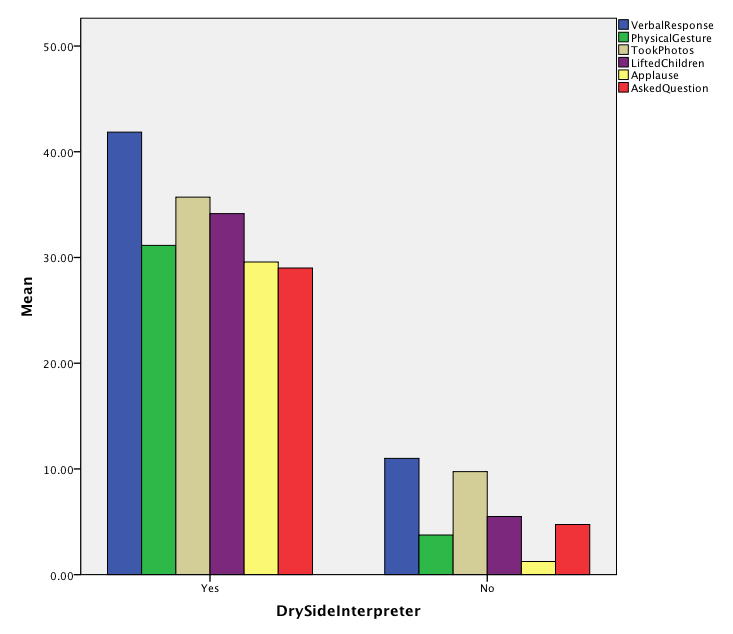 50.00
40.00
30.00
20.00
10.00
0.00
Mean
Yes
No
DrySideInterpreter
VerbalResponse
PhysicalGesture
TookPhotos
LiftedChildren
Applause
AskedQuestion